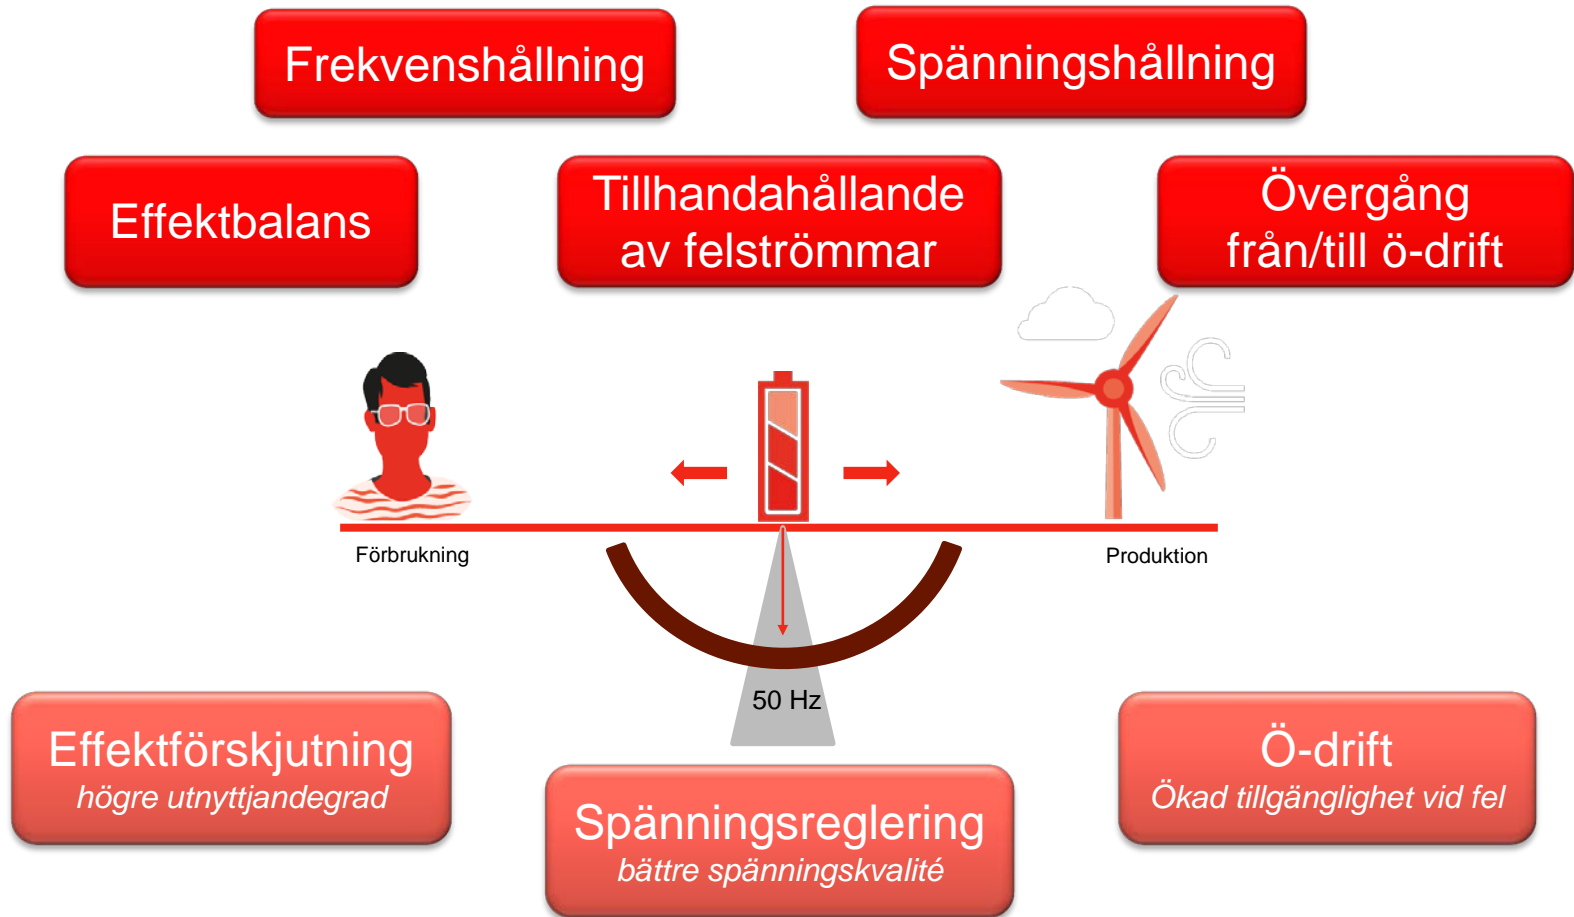 Frekvenshållning
Spänningshållning
Effektbalans
Tillhandahållande
av felströmmar
Övergång
från/till ö-drift
Förbrukning
Produktion
50 Hz
Effektförskjutning
högre utnyttjandegrad
Spänningsreglering
bättre spänningskvalité
Ö-drift
Ökad tillgänglighet vid fel